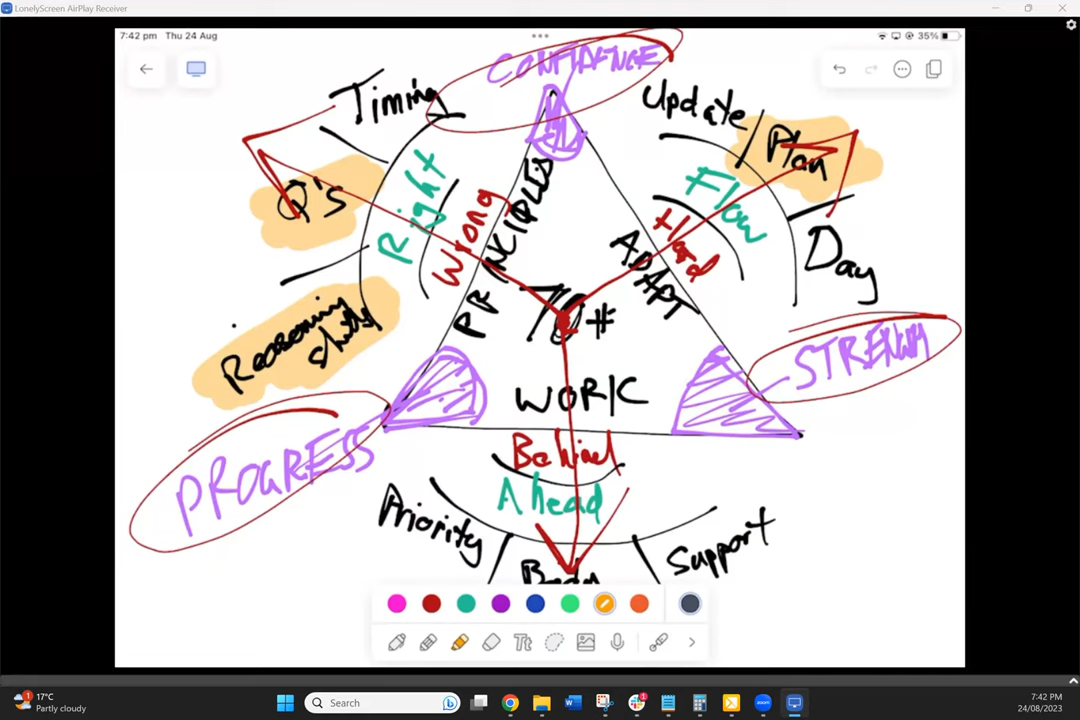 LonelyScreen AirPlay Receiver
7:42 pm Thu 24 Aug
35%
CONFIDENCE
Timing
Update
Plan
Q's
Right
Wrong
PRINCIPLES
Flow
Hard
ADAPT
Day
Reasoning
skills
#
STRENGTH
WORK
PROGRESS
Behind
Ahead
Priority
Support
Tt
17°C
Partly cloudy
Search
7:42 PM
24/08/2023